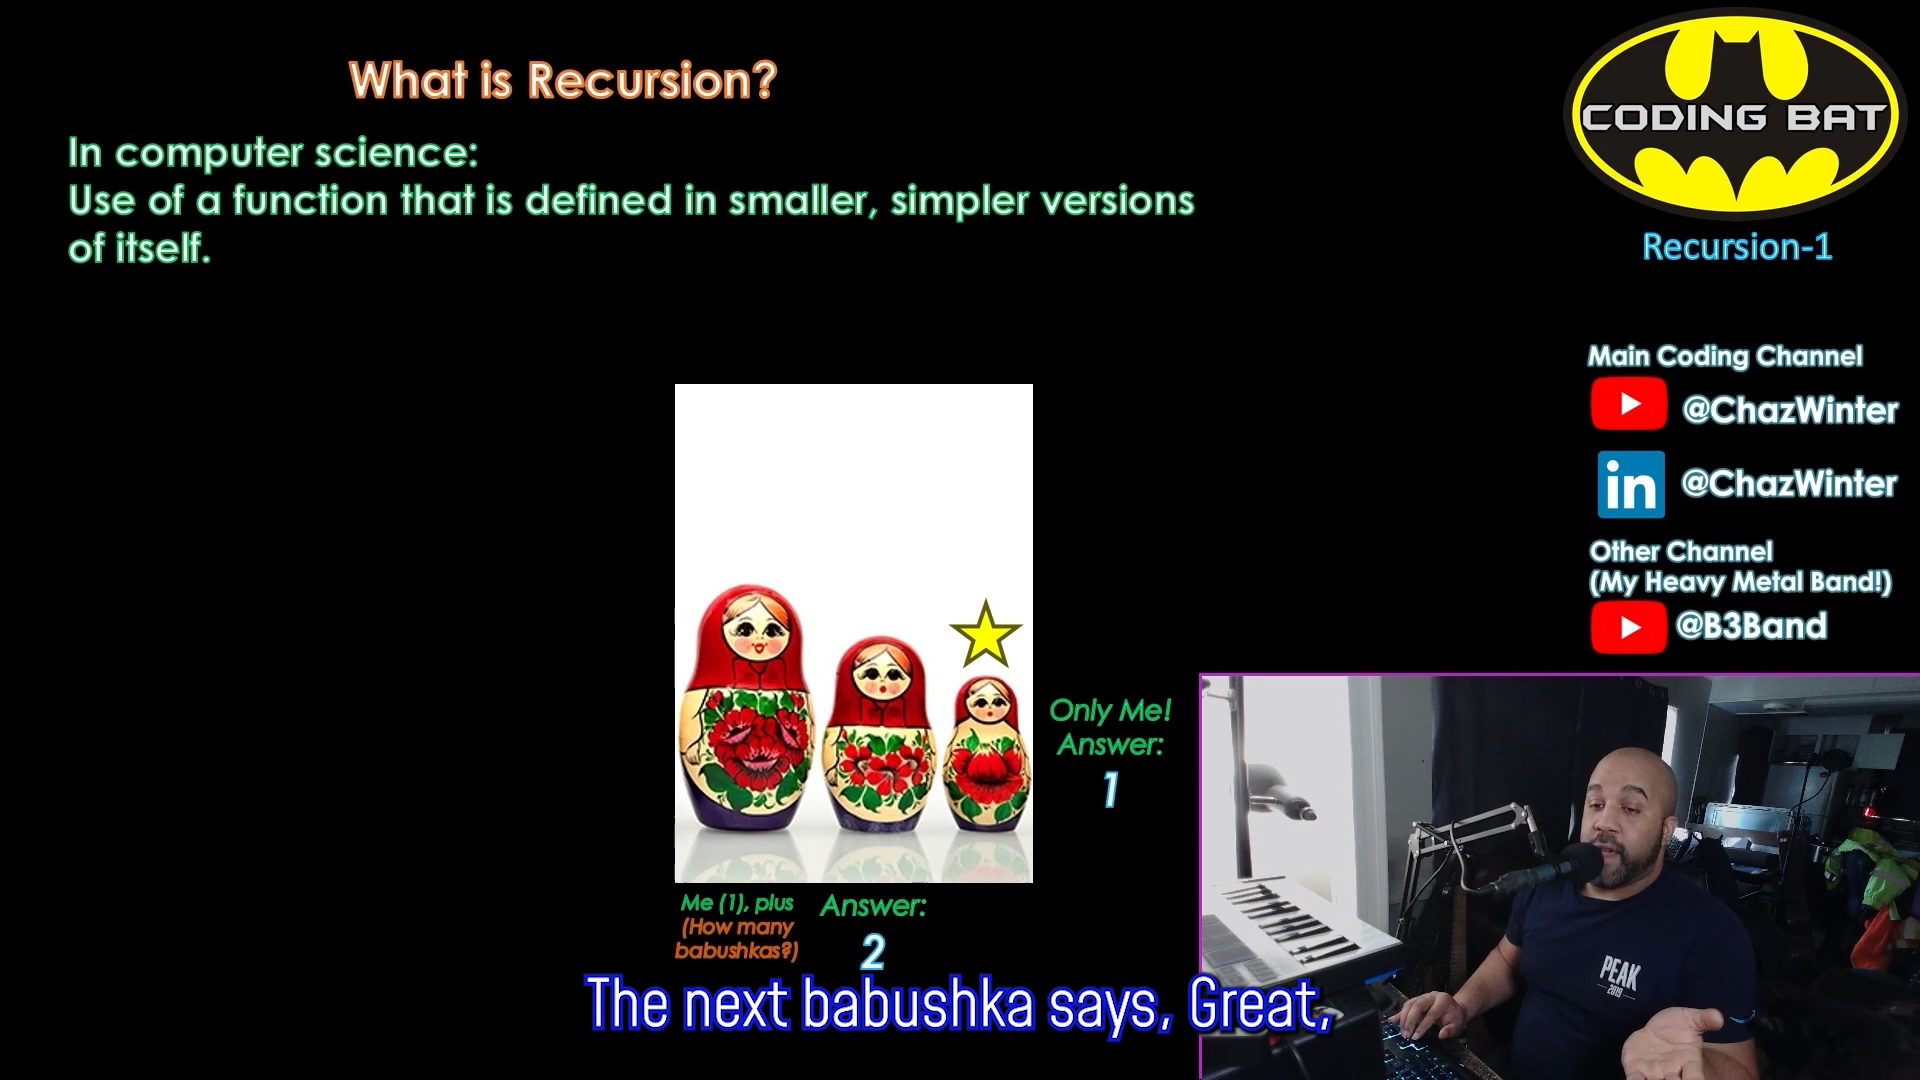 What is Recursion?
In computer science:
Use of a function that is defined in smaller, simpler versions
of itself.
CODING BAT
Recursion-1
Main Coding Channel
@ChazWinter
in @ChazWinter
Other Channel
(My Heavy Metal Band!)
@B3Band
Only Me!
Answer:
1
Me (1), plus
(How many
babushkas?)
Answer:
2
The next babushka says, Great,
PEAK
2019